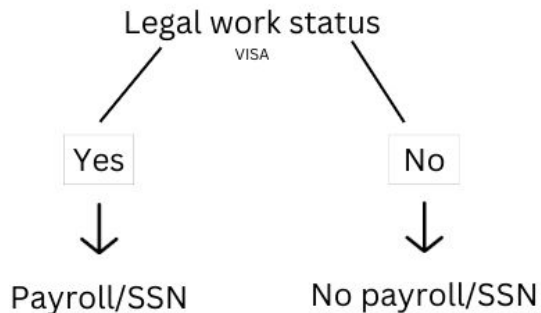 Legal work status
VISA
Yes
No
Payroll/SSN
No payroll/SSN